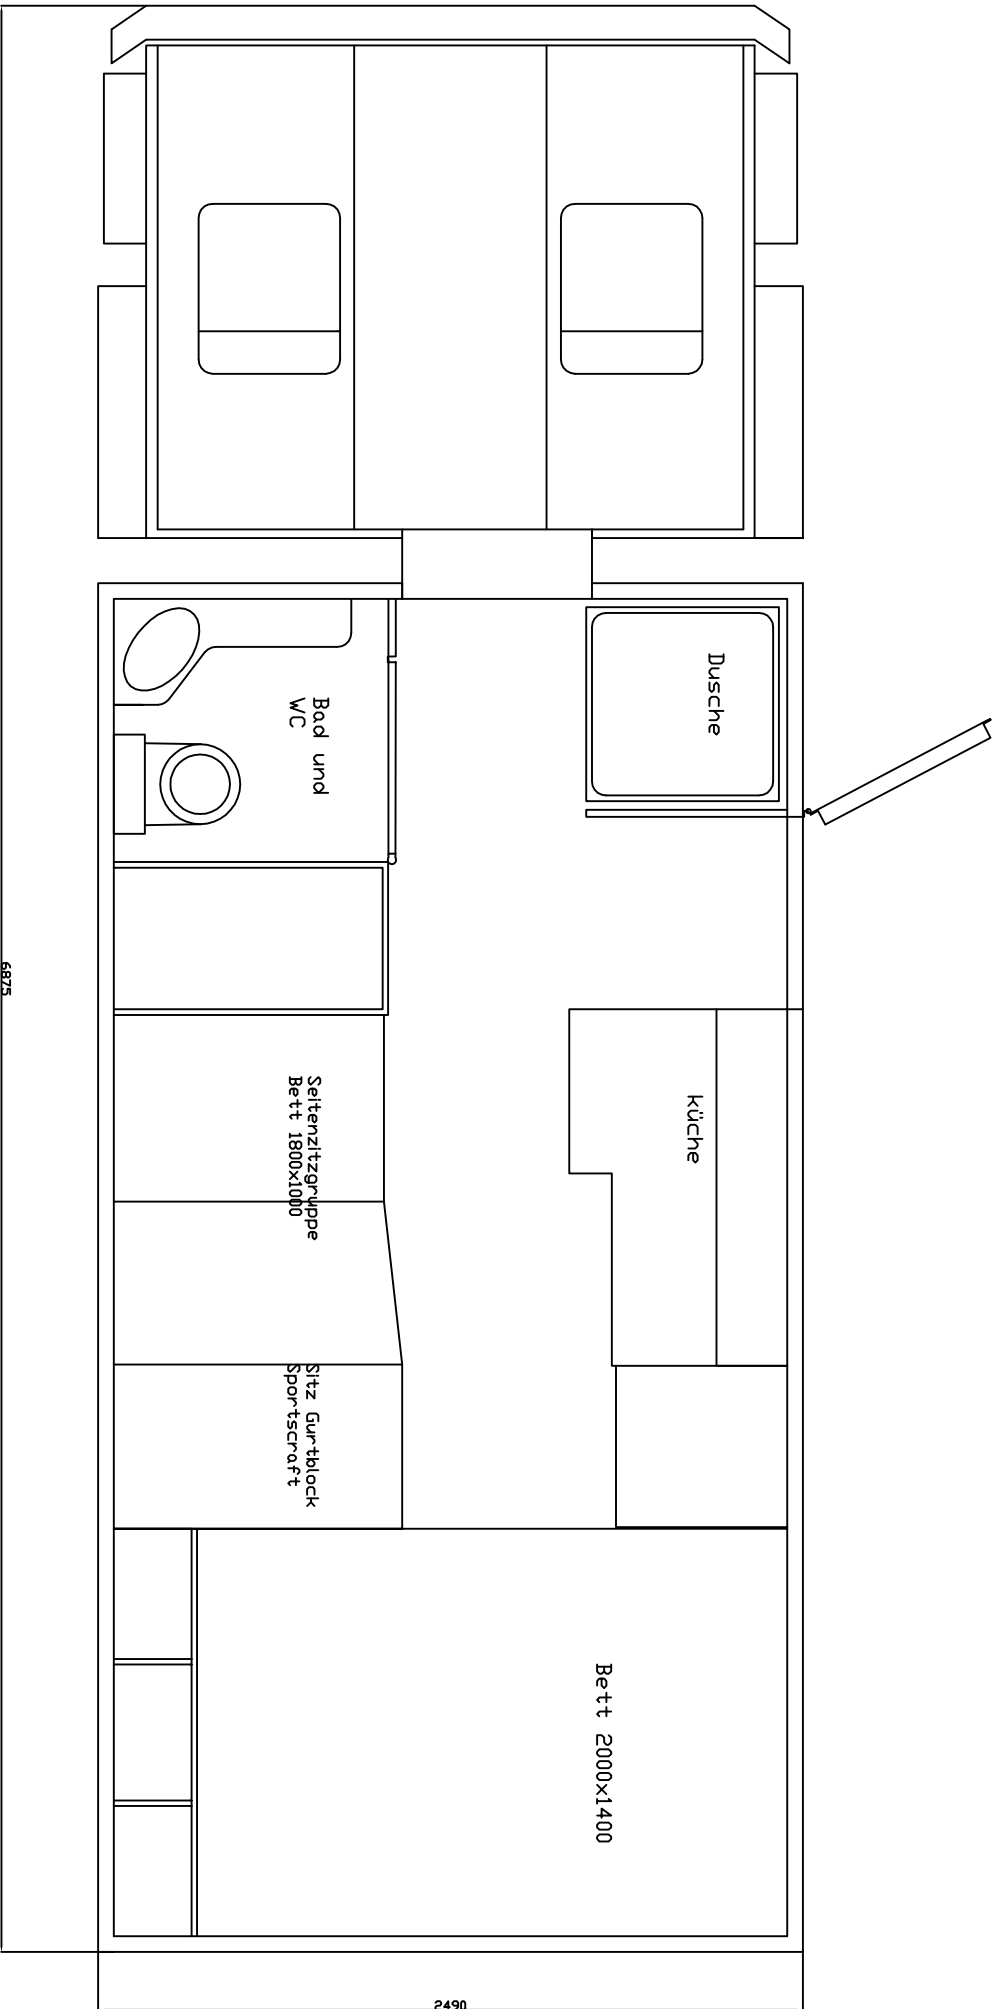 Dusche
Bad und
WC
6875
küche
Seitenzitzgruppe
Bett 1800x1000
Sitz Gurtblock
Sportscraft
Bett 2000x1400
2490